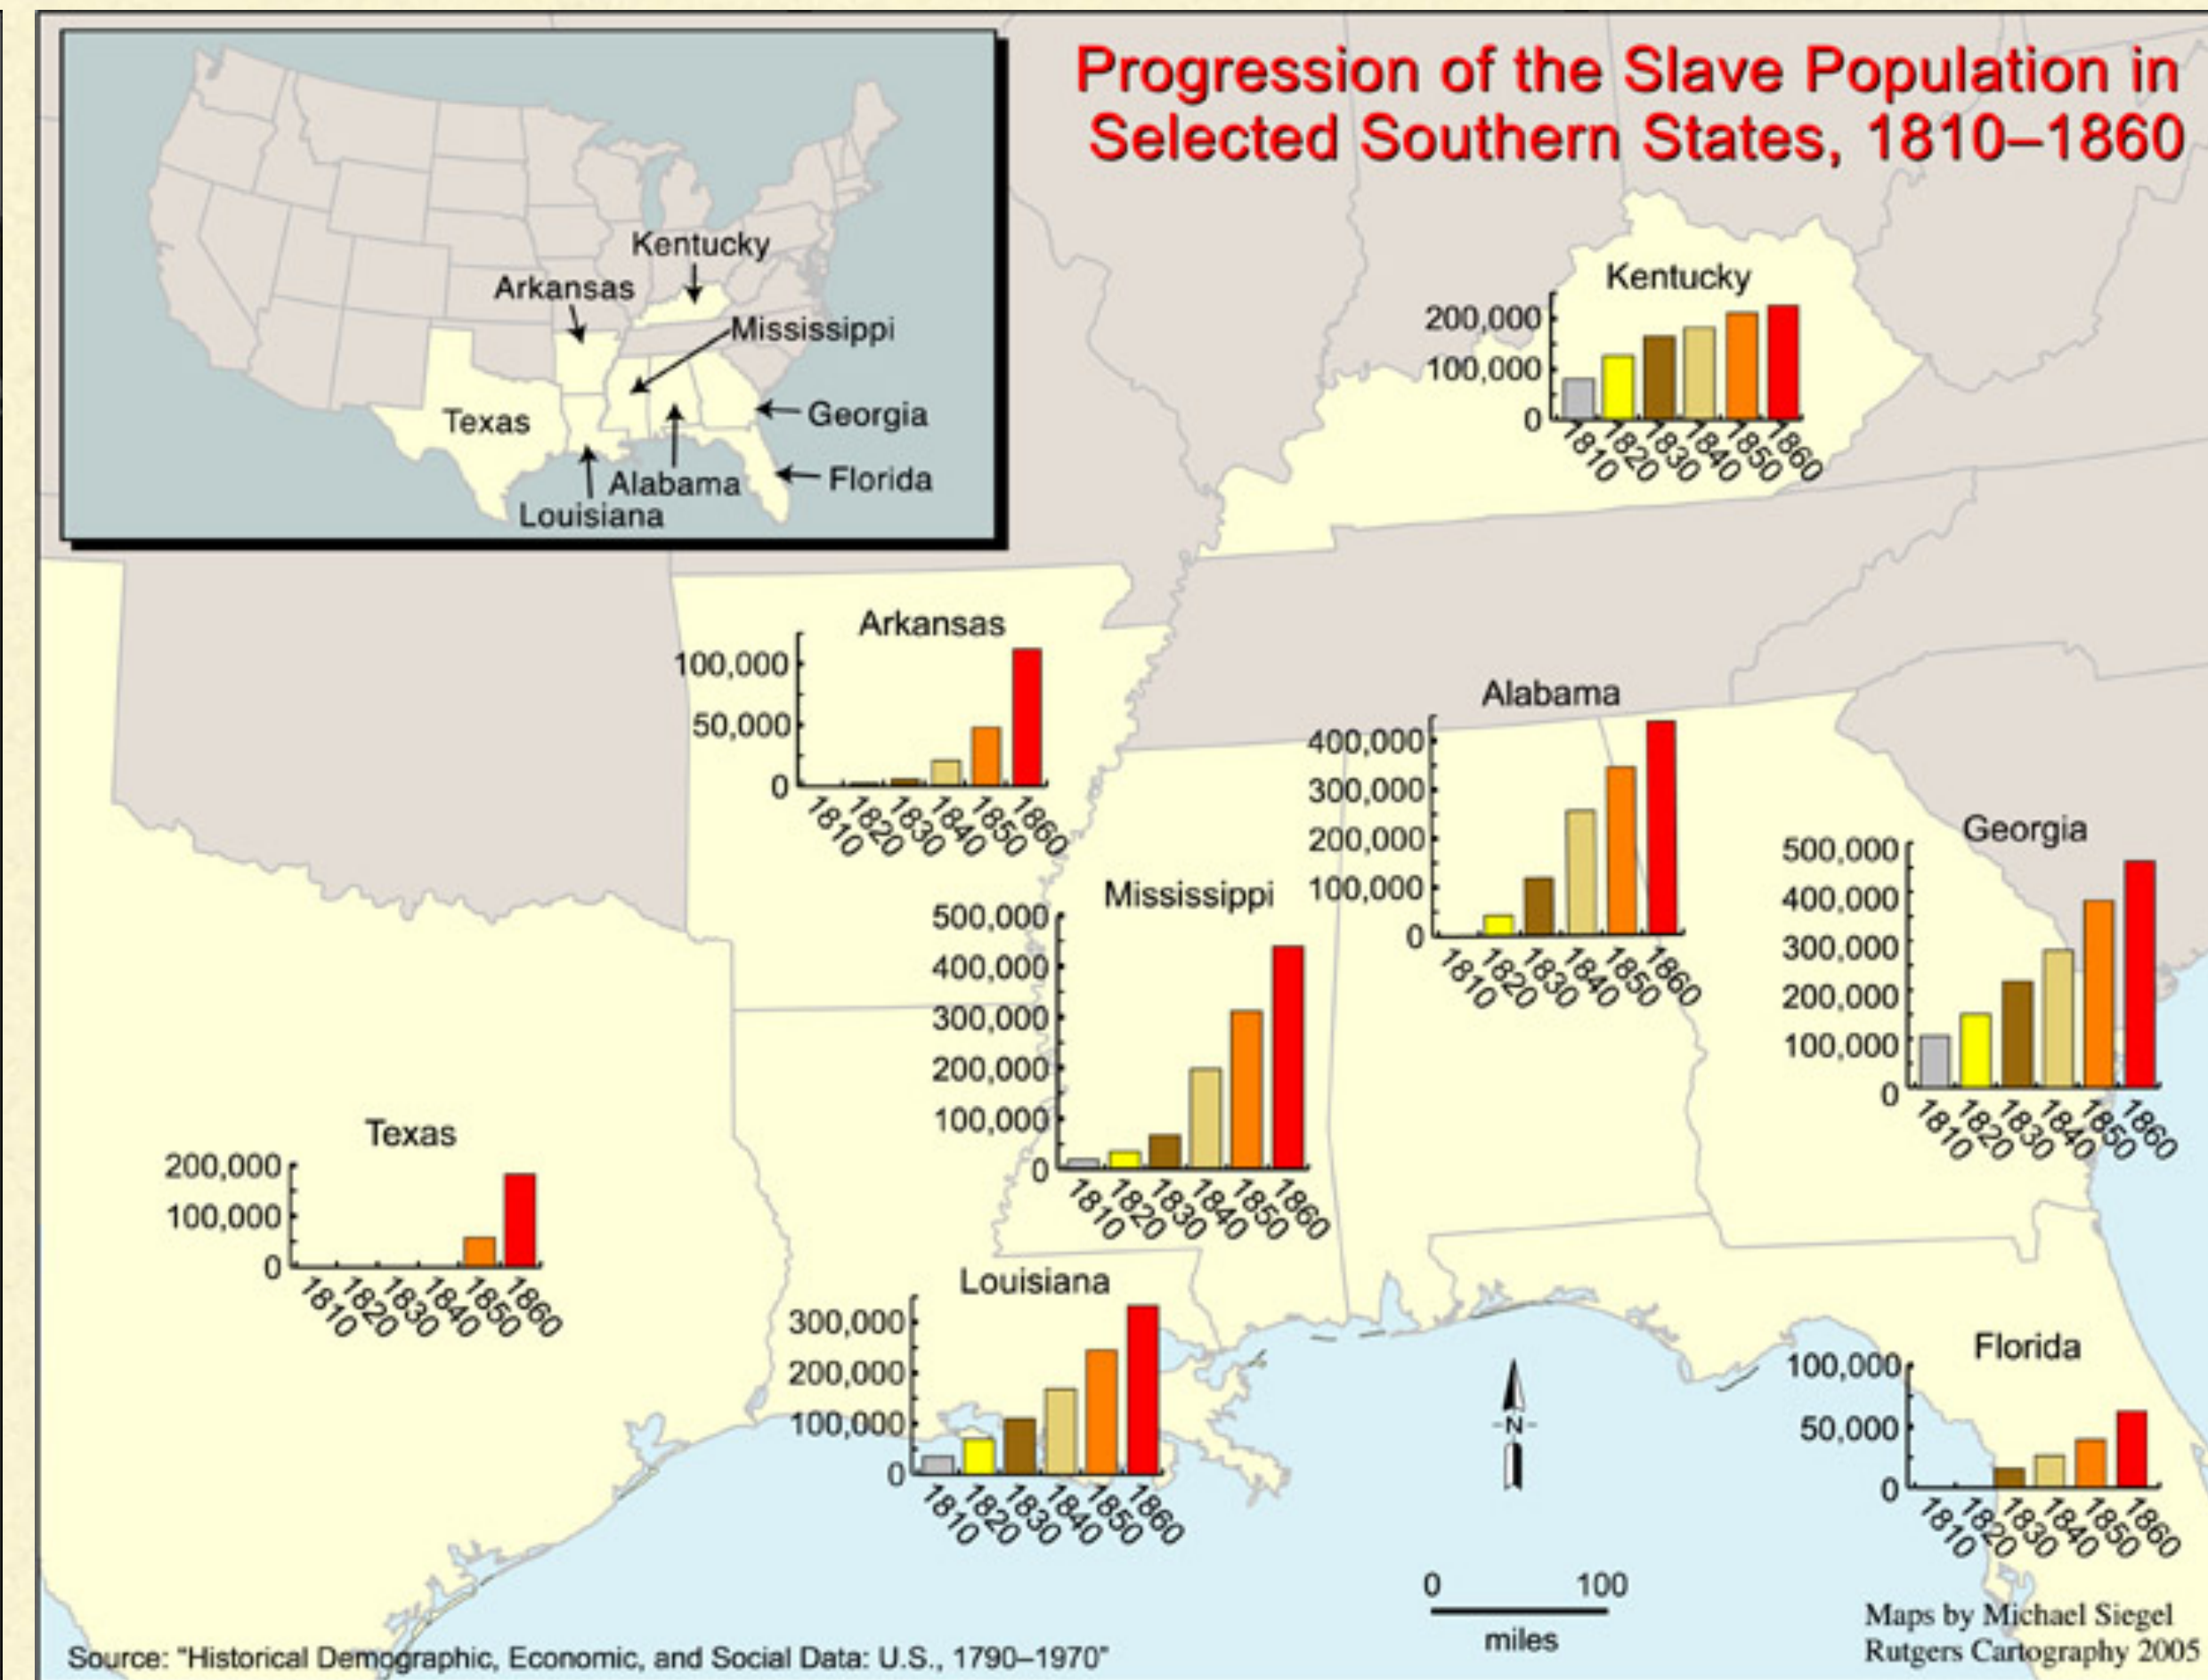 Progression of the Slave Population in
Selected Southern States, 1810–1860
Kentucky
Arkansas
Mississippi
Texas
Georgia
Alabama
Florida
Louisiana
Kentucky
200,000
100,000
0
1810 1820 1830 1840 1850 1860
Arkansas
100,000
50,000
0
1810 1820 1830 1840 1850 1860
Alabama
400,000
300,000
200,000
100,000
0
1810 1820 1830 1840 1850 1860
Georgia
500,000
400,000
300,000
200,000
100,000
0
1810 1820 1830 1840 1850 1860
Mississippi
500,000
400,000
300,000
200,000
100,000
0
1810 1820 1830 1840 1850 1860
Texas
200,000
100,000
0
1810 1820 1830 1840 1850 1860
Louisiana
300,000
200,000
100,000
0
1810 1820 1830 1840 1850 1860
Florida
100,000
50,000
0
1810 1820 1830 1840 1850 1860
N
0 100
miles
Maps by Michael Siegel
Rutgers Cartography 2005
Source: "Historical Demographic, Economic, and Social Data: U.S., 1790–1970"